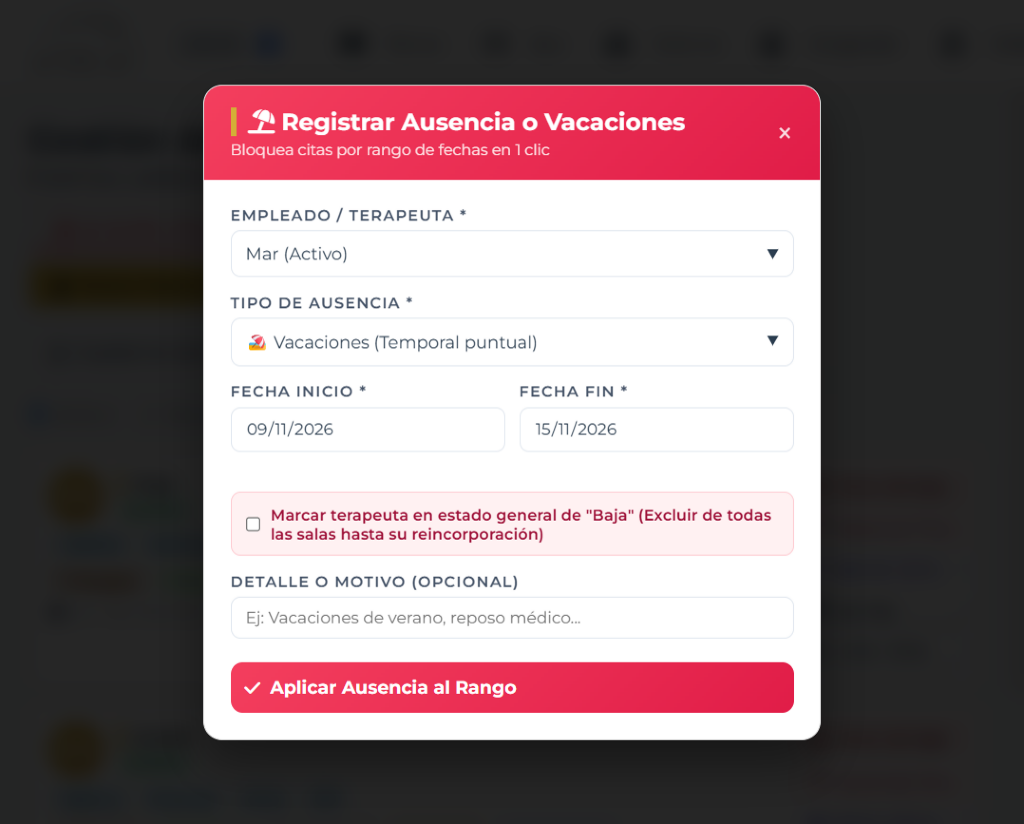 Registrar Ausencia o Vacaciones
×
Bloquea citas por rango de fechas en 1 clic
EMPLEADO / TERAPEUTA *
Mar (Activo)
TIPO DE AUSENCIA *
Vacaciones (Temporal puntual)
FECHA INICIO *
FECHA FIN *
09/11/2026
15/11/2026
Marcar terapeuta en estado general de "Baja" (Excluir de todas
las salas hasta su reincorporación)
DETALLE O MOTIVO (OPCIONAL)
Ej: Vacaciones de verano, reposo médico...
Aplicar Ausencia al Rango